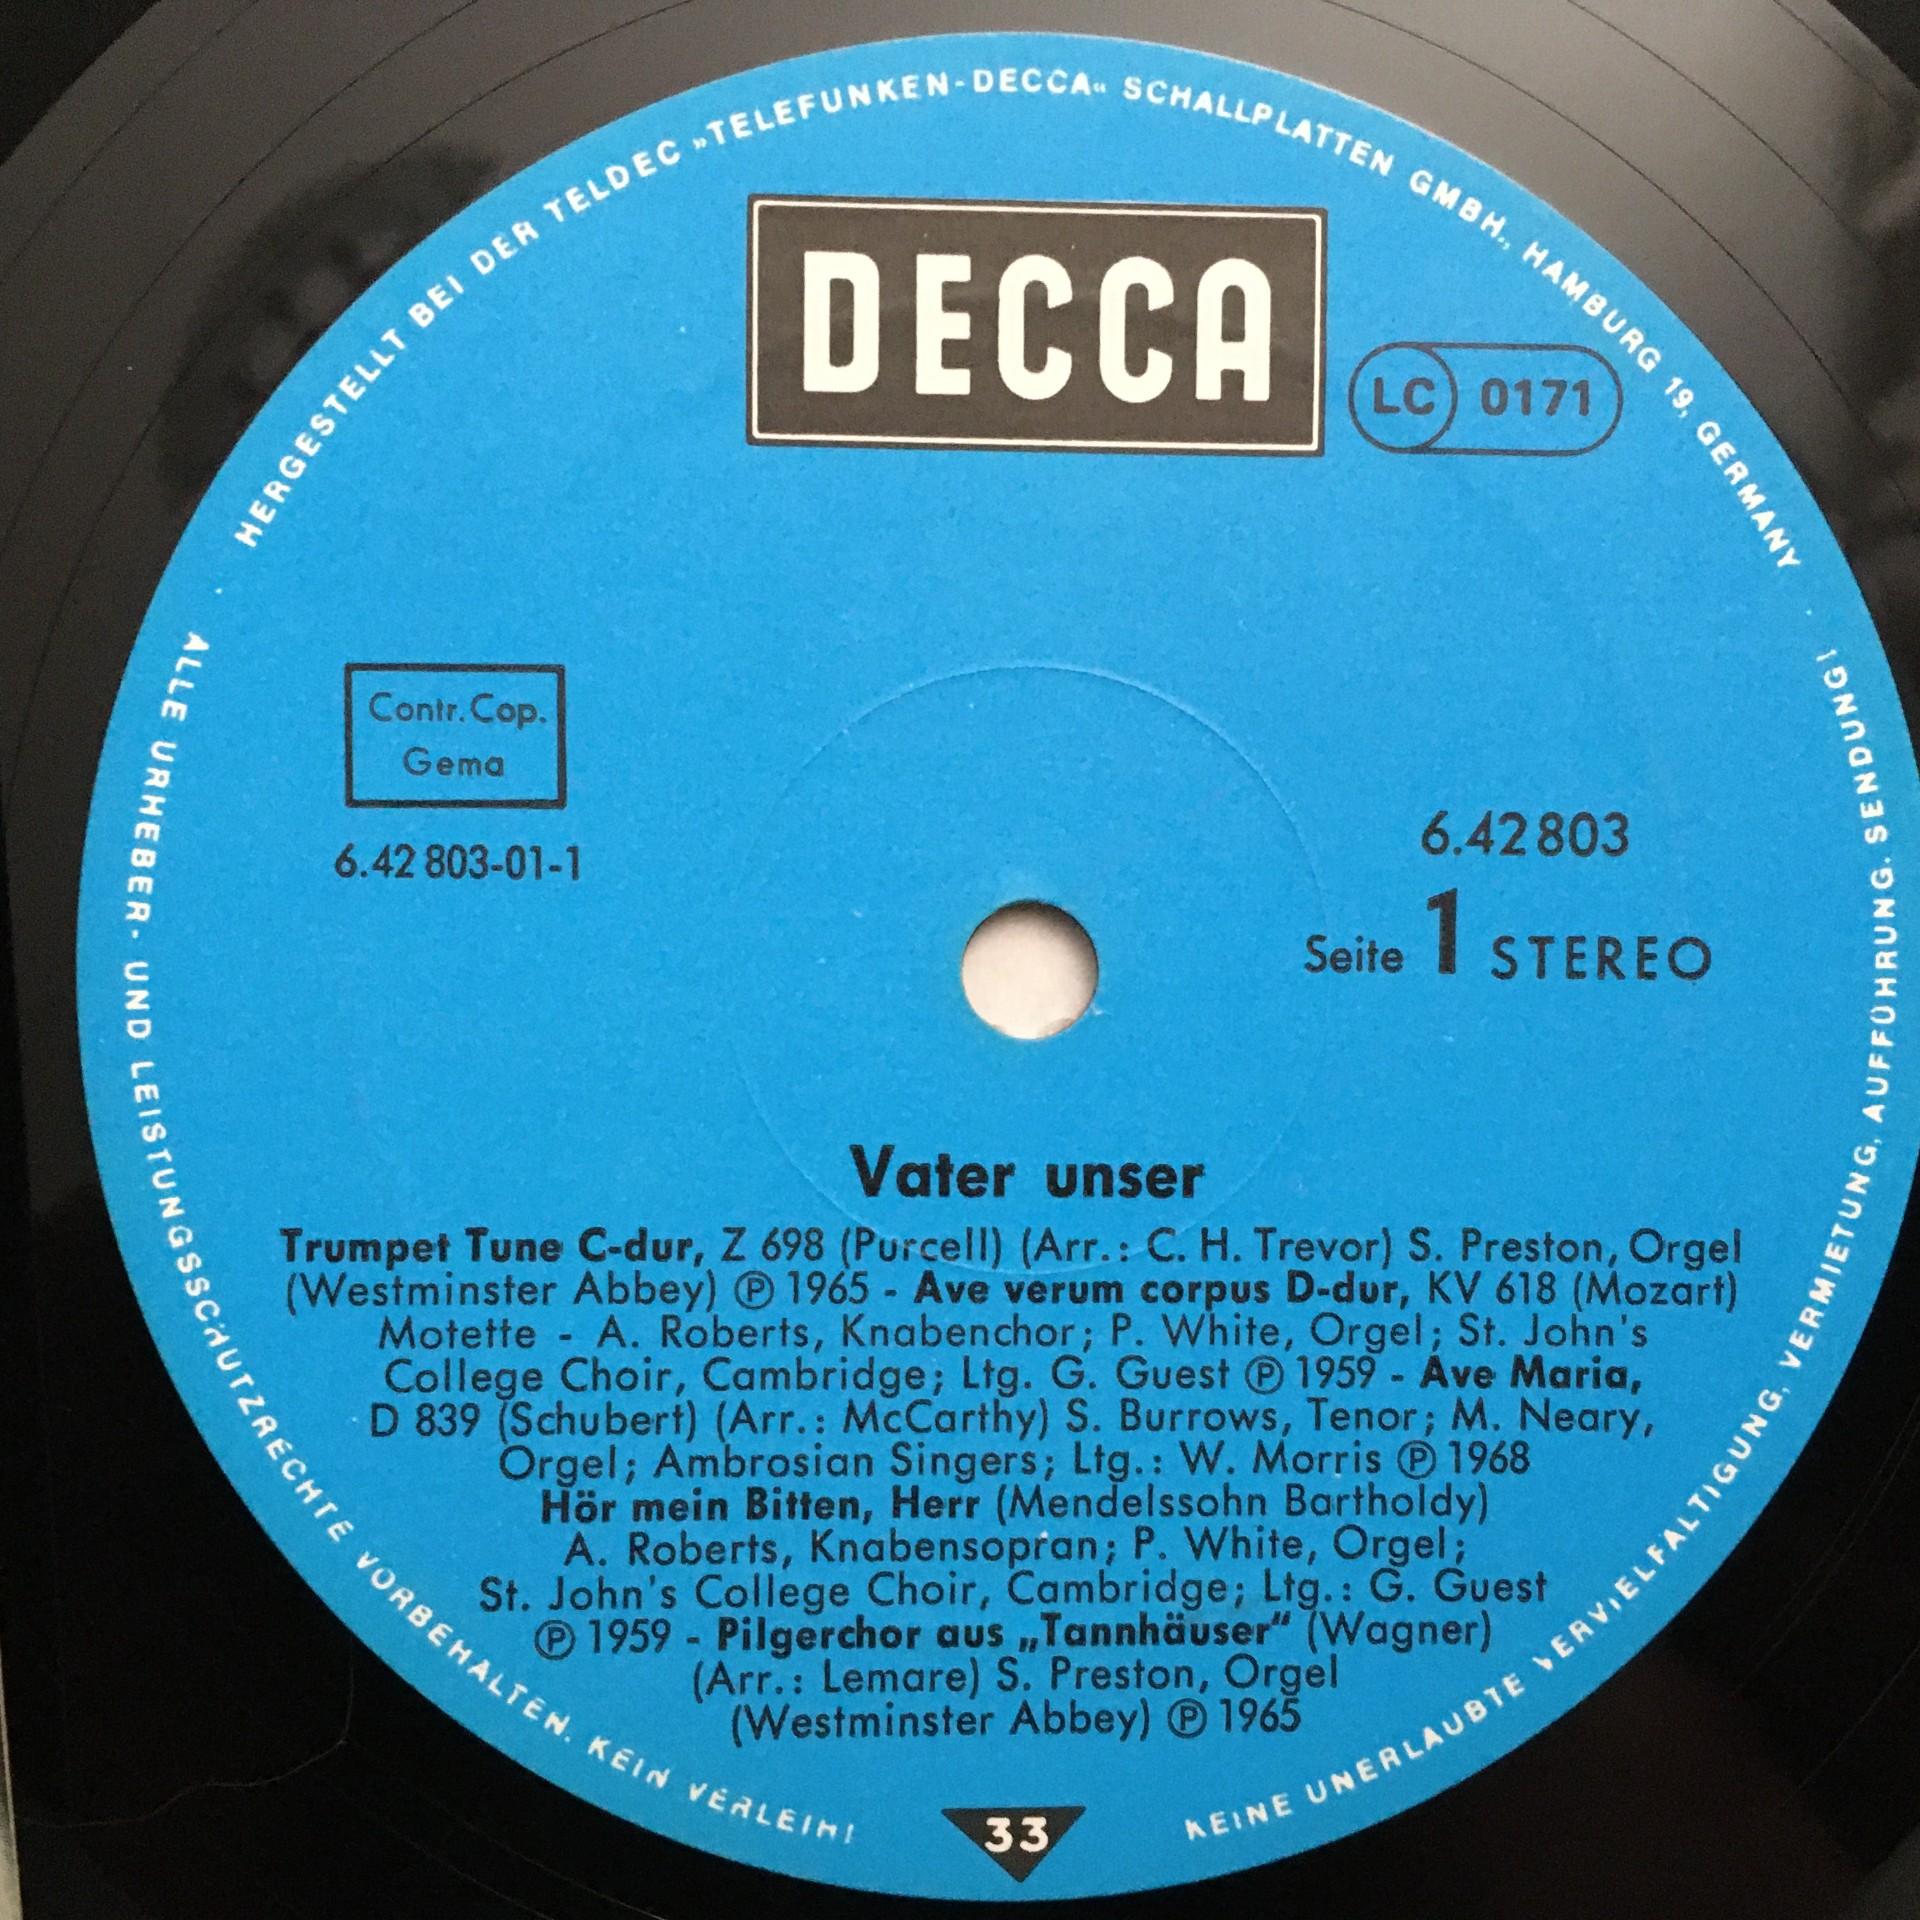 HERGESTELLT BEI DER TELDEC »TELEFUNKEN-DECCA« SCHALLPLATTEN GMBH., HAMBURG 19, GERMANY
DECCA
LC 0171
Contr. Cop.
Gema
6.42 803-01-1
6.42 803
Seite 1 STEREO
Vater unser
Trumpet Tune C-dur, Z 698 (Purcell) (Arr.: C. H. Trevor) S. Preston, Orgel
(Westminster Abbey) ℗ 1965 - Ave verum corpus D-dur, KV 618 (Mozart)
Motette - A. Roberts, Knabenchor; P. White, Orgel; St. John's
College Choir, Cambridge; Ltg. G. Guest ℗ 1959 - Ave Maria,
D 839 (Schubert) (Arr.: McCarthy) S. Burrows, Tenor; M. Neary,
Orgel; Ambrosian Singers; Ltg.: W. Morris ℗ 1968
Hör mein Bitten, Herr (Mendelssohn Bartholdy)
A. Roberts, Knabensopran; P. White, Orgel;
St. John's College Choir, Cambridge; Ltg.: G. Guest
℗ 1959 - Pilgerchor aus „Tannhäuser“ (Wagner)
(Arr.: Lemare) S. Preston, Orgel
(Westminster Abbey) ℗ 1965
33
ALLE URHEBER- UND LEISTUNGSSCHUTZRECHTE VORBEHALTEN. KEIN VERLEIH!
KEINE UNERLAUBTE VERVIELFÄLTIGUNG, VERMIETUNG, AUFFÜHRUNG, SENDUNG!